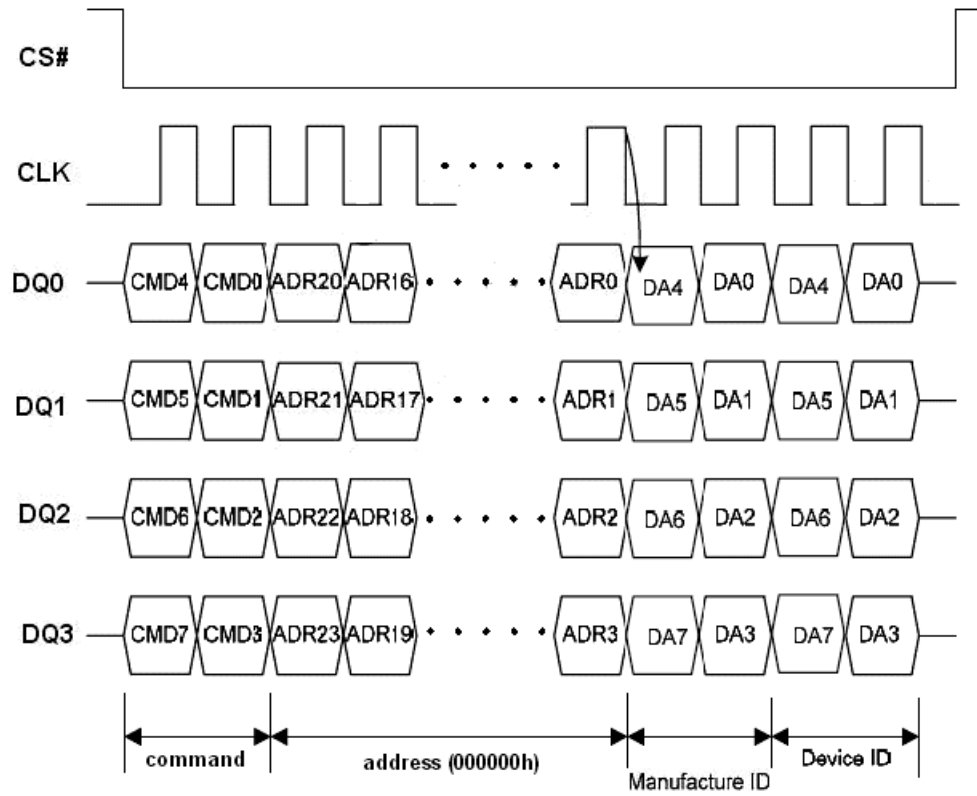 CS#
CLK
DQ0 CMD4 CMD0 ADR20 ADR16 ADR0 DA4 DA0 DA4 DA0
DQ1 CMD5 CMD1 ADR21 ADR17 ADR1 DA5 DA1 DA5 DA1
DQ2 CMD6 CMD2 ADR22 ADR18 ADR2 DA6 DA2 DA6 DA2
DQ3 CMD7 CMD3 ADR23 ADR19 ADR3 DA7 DA3 DA7 DA3
command address (000000h) Manufacture ID Device ID